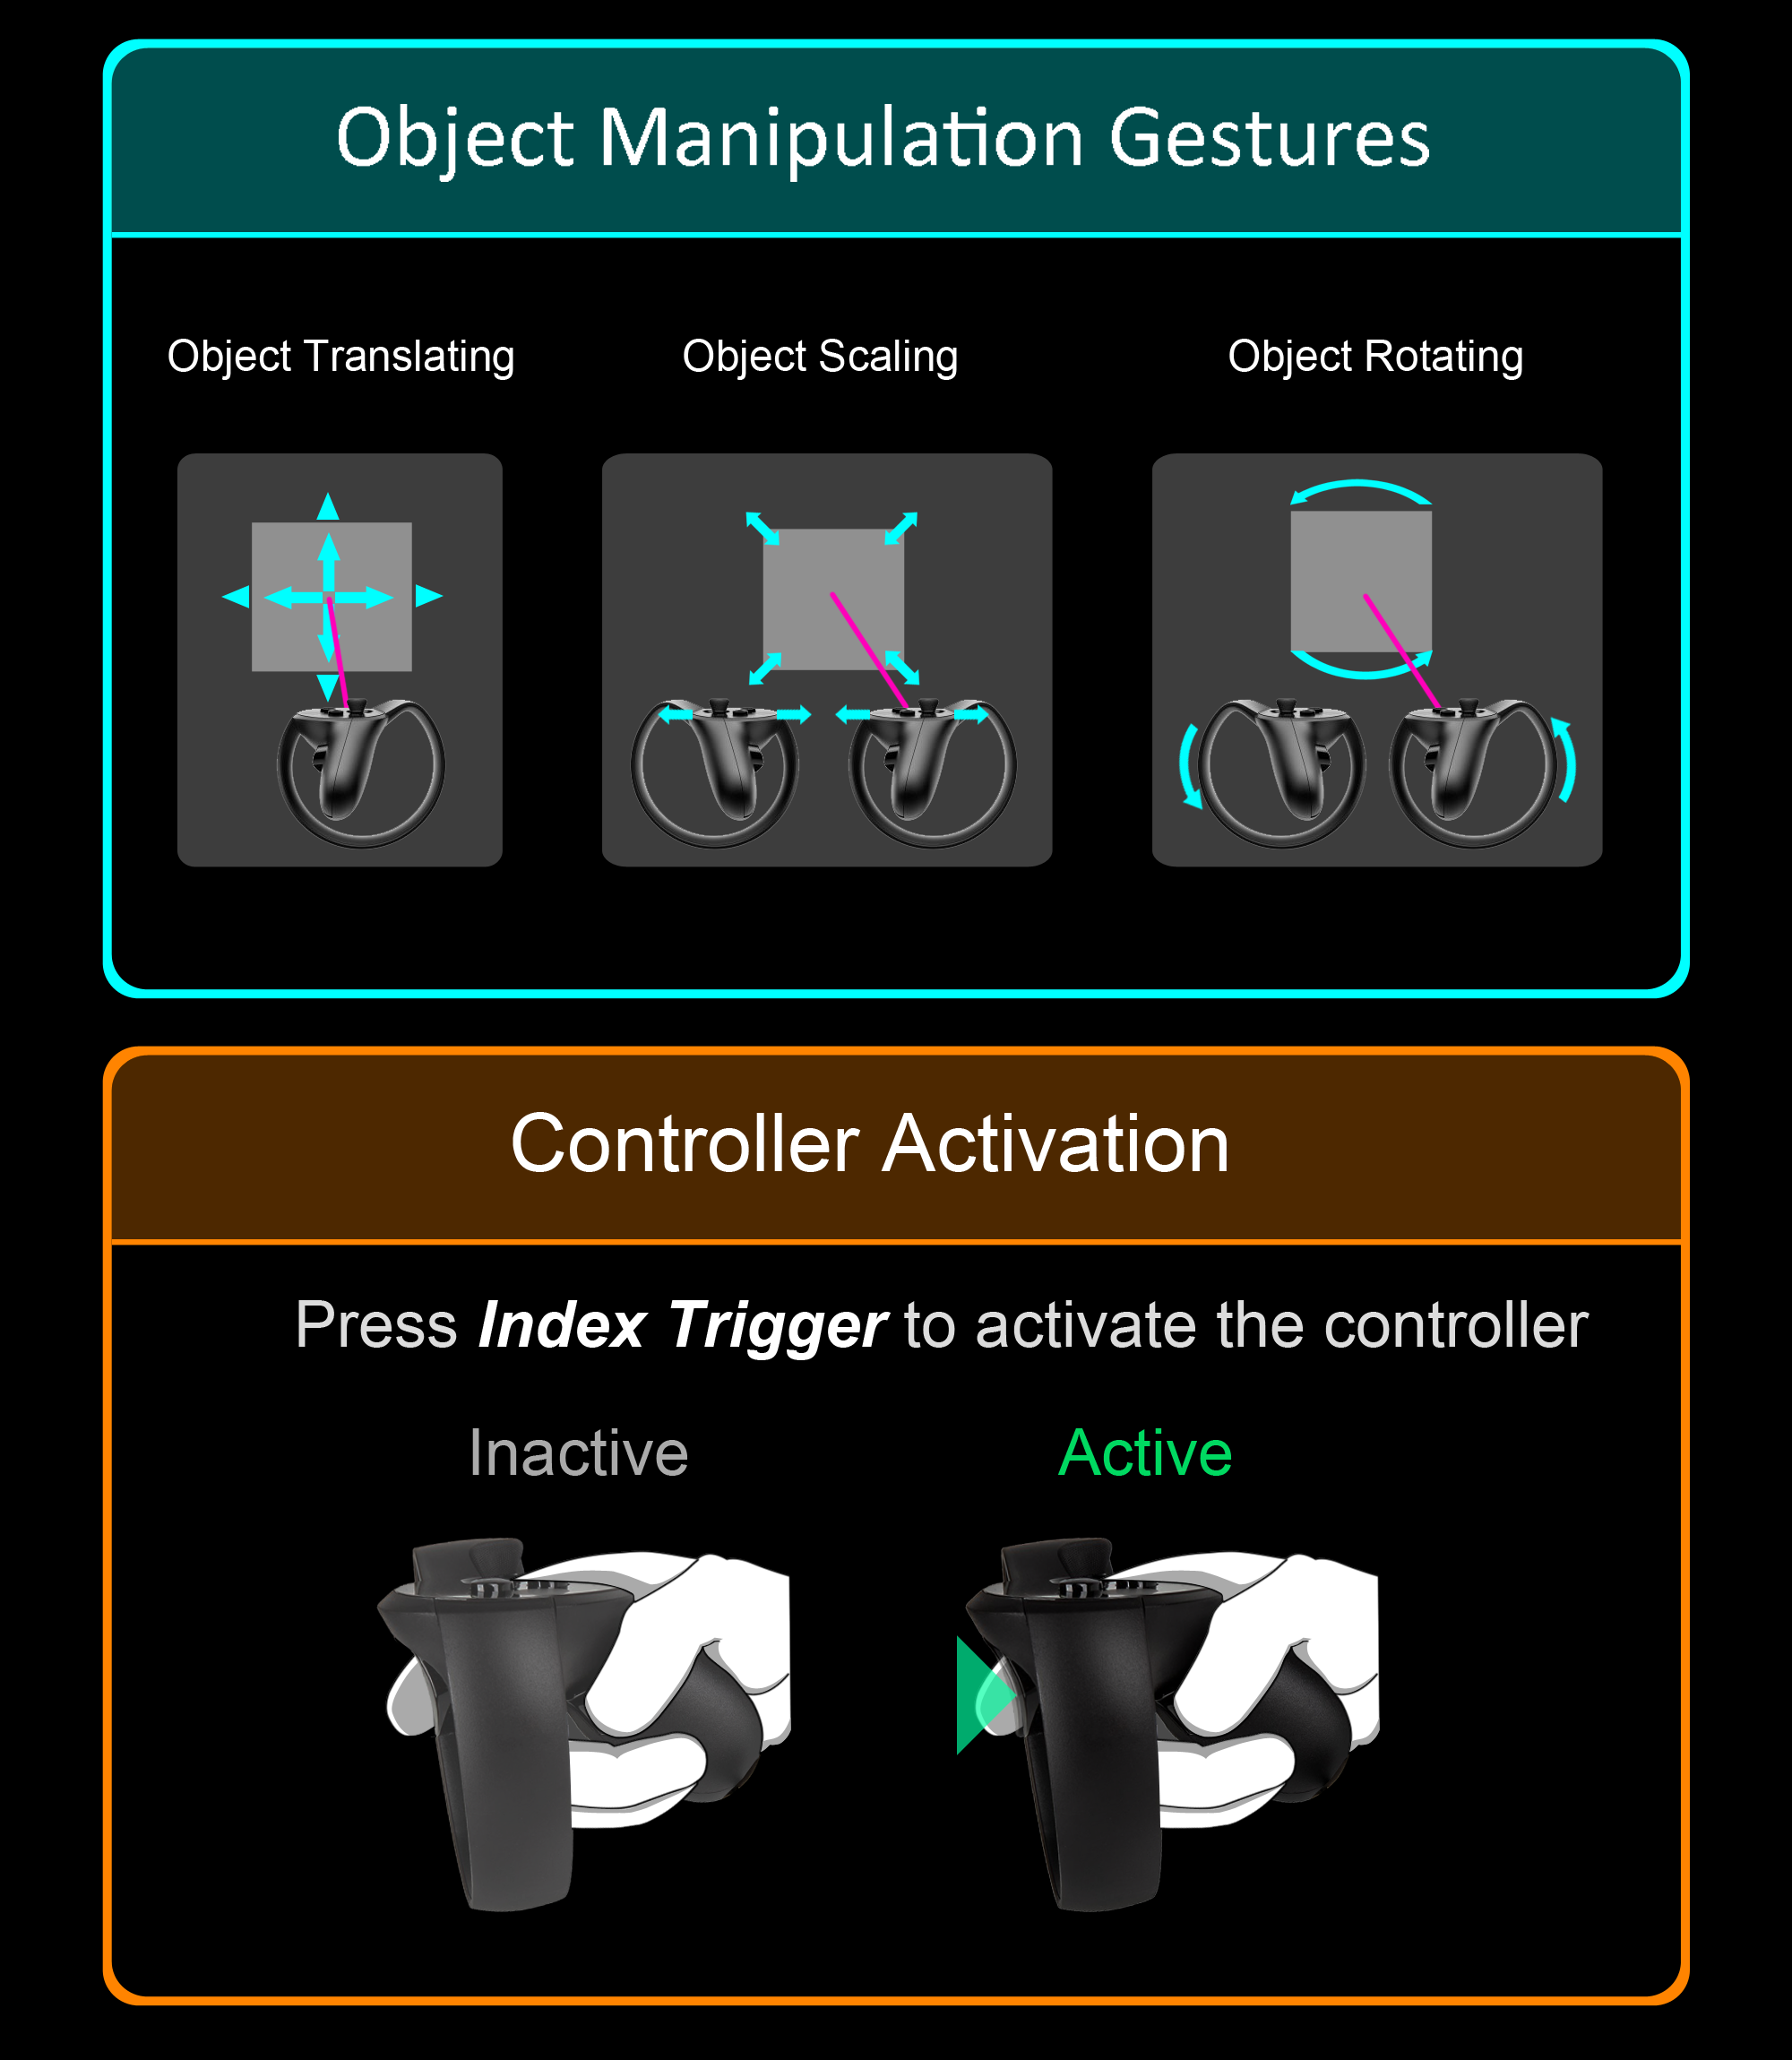 Object Manipulation Gestures
Object Translating
Object Scaling
Object Rotating
Controller Activation
Press Index Trigger to activate the controller
Inactive
Active